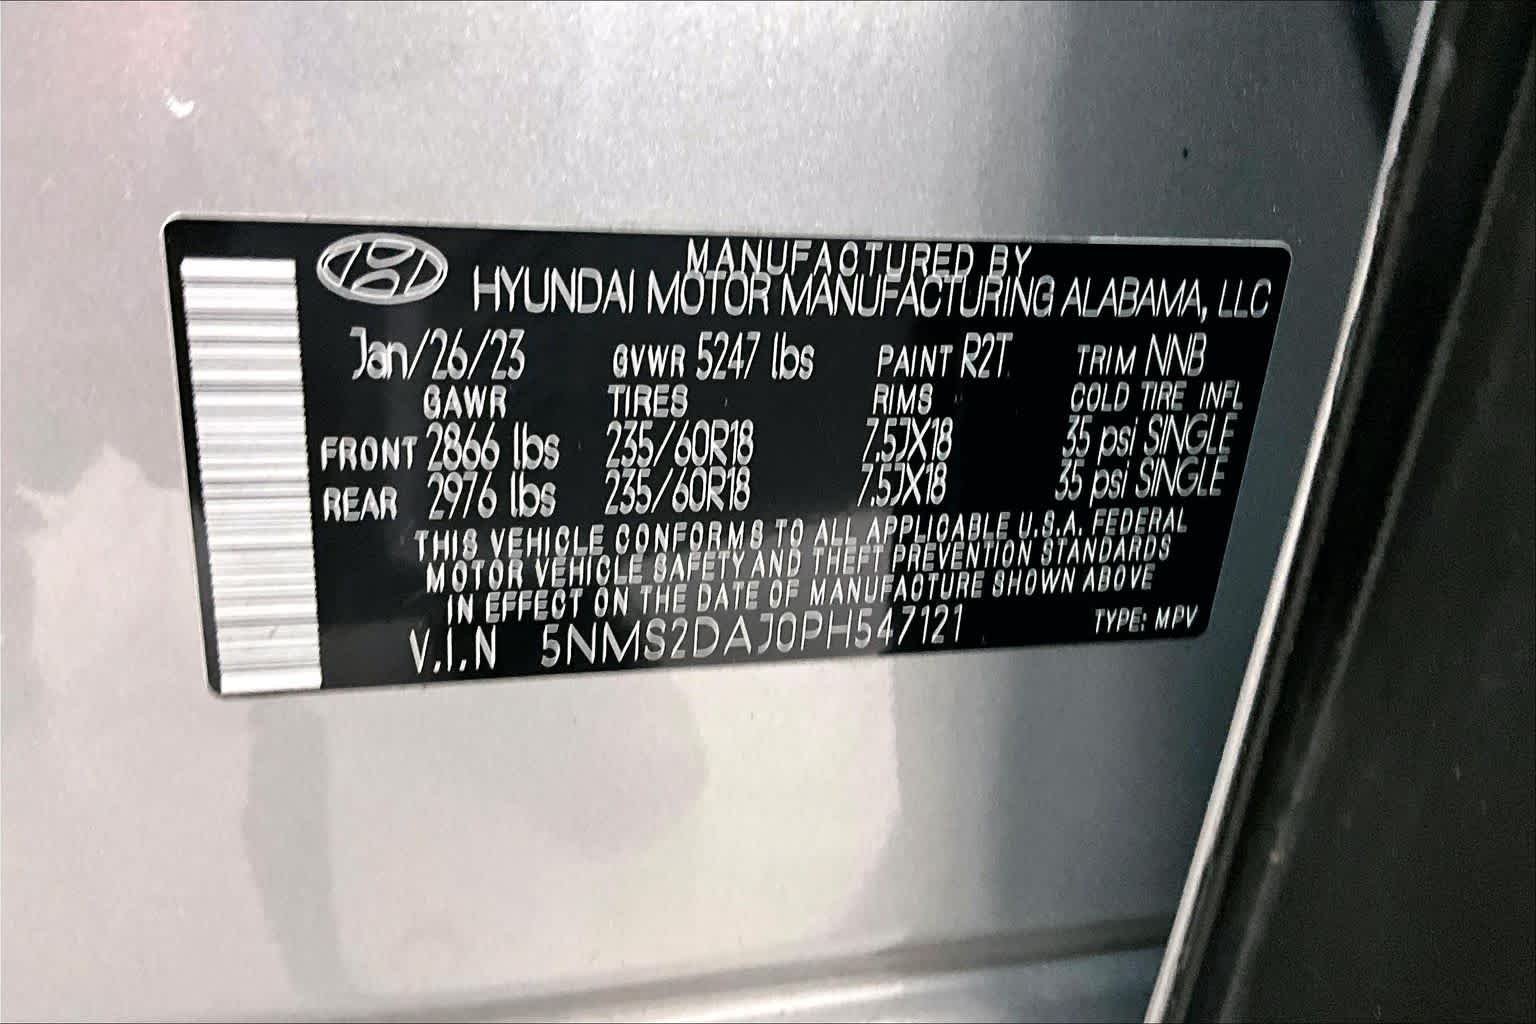 MANUFACTURED BY
HYUNDAI MOTOR MANUFACTURING ALABAMA, LLC
Jan/26/23 GVWR 5247 lbs PAINT R2T TRIM NNB
GAWR TIRES RIMS COLD TIRE INFL
FRONT 2866 lbs 235/60R18 7.5JX18 35 psi SINGLE
REAR 2976 lbs 235/60R18 7.5JX18 35 psi SINGLE
THIS VEHICLE CONFORMS TO ALL APPLICABLE U.S.A. FEDERAL
MOTOR VEHICLE SAFETY AND THEFT PREVENTION STANDARDS
IN EFFECT ON THE DATE OF MANUFACTURE SHOWN ABOVE
V.I.N 5NMS2DAJ0PH547121 TYPE: MPV